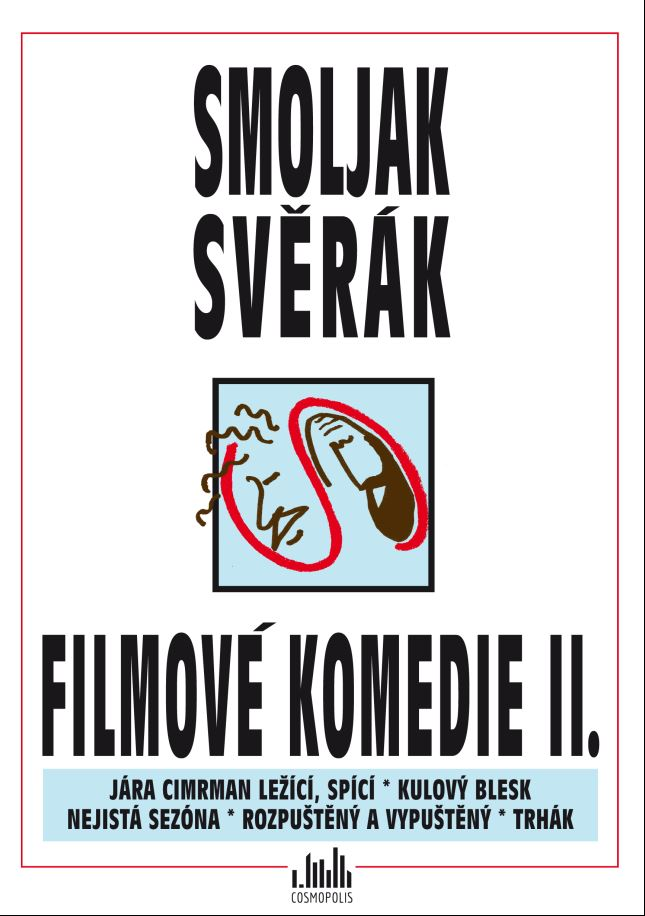 SMOLJAK
SVĚRÁK
FILMOVÉ KOMEDIE II.
JÁRA CIMRMAN LEŽÍCÍ, SPÍCÍ * KULOVÝ BLESK
NEJISTÁ SEZÓNA * ROZPUŠTĚNÝ A VYPUŠTĚNÝ * TRHÁK
COSMOPOLIS